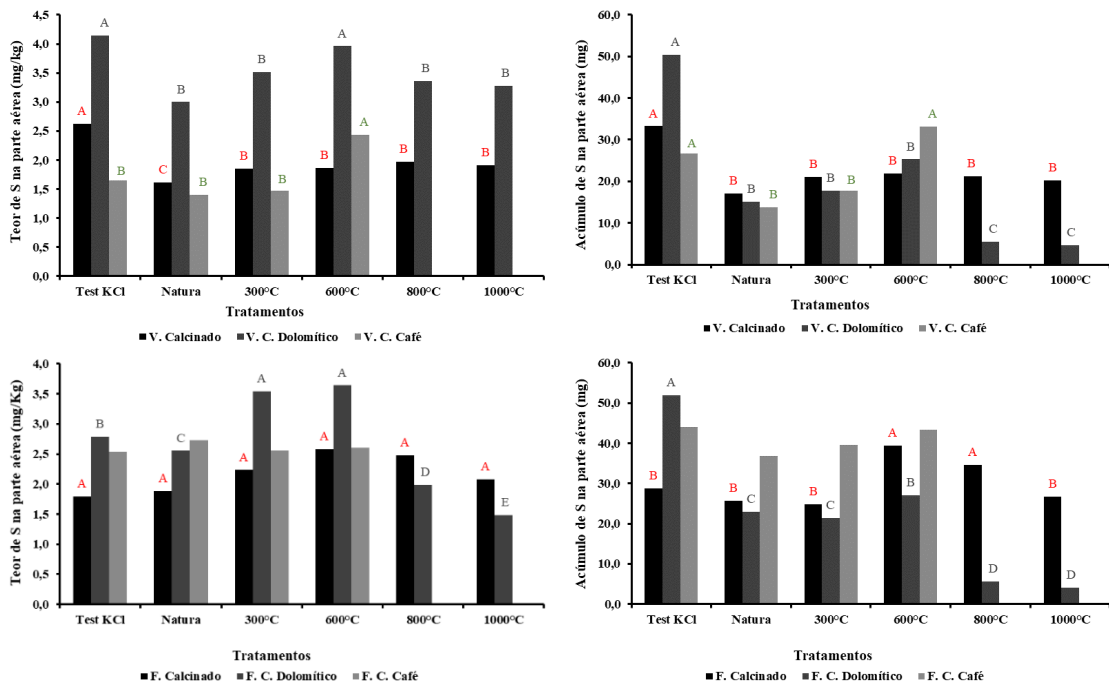 Teor de S na parte aérea (mg/kg)
4,5
4,0
3,5
3,0
2,5
2,0
1,5
1,0
0,5
0,0
A A B
C B B
B B B
B A A
B B
B B
Test KCl Natura 300°C 600°C 800°C 1000°C
Tratamentos
V. Calcinado V. C. Dolomítico V. C. Café
Acúmulo de S na parte aérea (mg)
60,0
50,0
40,0
30,0
20,0
10,0
0,0
A A A
B B B
B B B
B B A
B C
B C
Test KCl Natura 300°C 600°C 800°C 1000°C
Tratamentos
V. Calcinado V. C. Dolomítico V. C. Café
Teor de S na parte aérea (mg/Kg)
4,0
3,5
3,0
2,5
2,0
1,5
1,0
0,5
0,0
A B
A C
A A
A A
A D
A E
Test KCl Natura 300°C 600°C 800°C 1000°C
Tratamentos
F. Calcinado F. C. Dolomítico F. C. Café
Acúmulo de S na parte aérea (mg)
60,0
50,0
40,0
30,0
20,0
10,0
0,0
B A
B C
B C
A B
A D
B D
Test KCl Natura 300°C 600°C 800°C 1000°C
Tratamentos
F. Calcinado F. C. Dolomítico F. C. Café